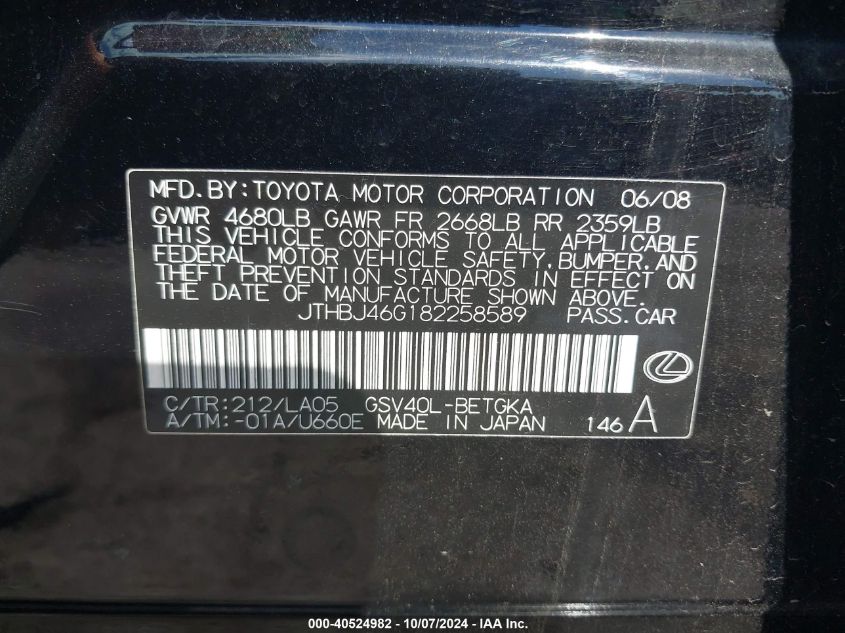 MFD. BY: TOYOTA MOTOR CORPORATION 06/08
GVWR 4680LB GAWR FR 2668LB RR 2359LB
THIS VEHICLE CONFORMS TO ALL APPLICABLE
FEDERAL MOTOR VEHICLE SAFETY, BUMPER, AND
THEFT PREVENTION STANDARDS IN EFFECT ON
THE DATE OF MANUFACTURE SHOWN ABOVE.
JTHBJ46G182258589 PASS. CAR
C/TR: 212/LA05 GSV40L-BETGKA
A/TM: -01A/U660E MADE IN JAPAN 146 A
000-40524982 - 10/07/2024 - IAA Inc.